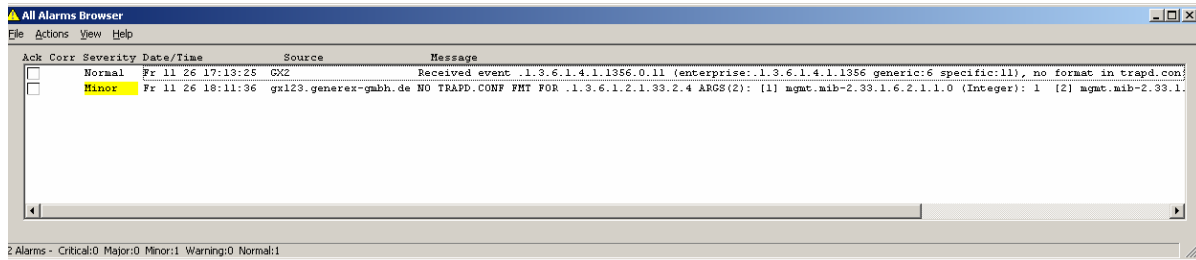 All Alarms Browser
File Actions View Help
Ack Corr Severity Date/Time Source Message
Normal Fr 11 26 17:13:25 GX2 Received event .1.3.6.1.4.1.1356.0.11 (enterprise:.1.3.6.1.4.1.1356 generic:6 specific:11), no format in trapd.con
Minor Fr 11 26 18:11:36 gx123.generex-gmbh.de NO TRAPD.CONF FMT FOR .1.3.6.1.2.1.33.2.4 ARGS(2): [1] mgmt.mib-2.33.1.6.2.1.1.0 (Integer): 1 [2] mgmt.mib-2.33.1.
2 Alarms - Critical:0 Major:0 Minor:1 Warning:0 Normal:1